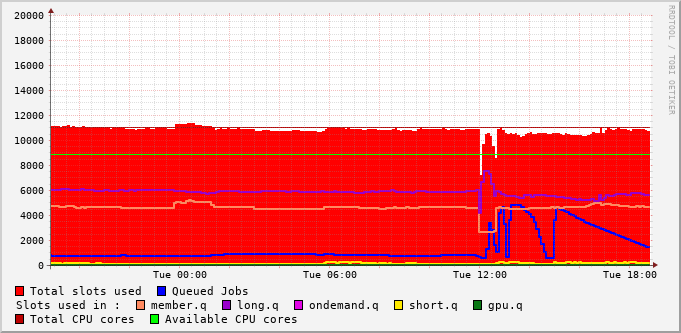 RRDTOOL / TOBI OETIKER
20000
18000
16000
14000
12000
10000
8000
6000
4000
2000
0
Tue 00:00 Tue 06:00 Tue 12:00 Tue 18:00
Total slots used Queued Jobs
Slots used in : member.q long.q ondemand.q short.q gpu.q
Total CPU cores Available CPU cores